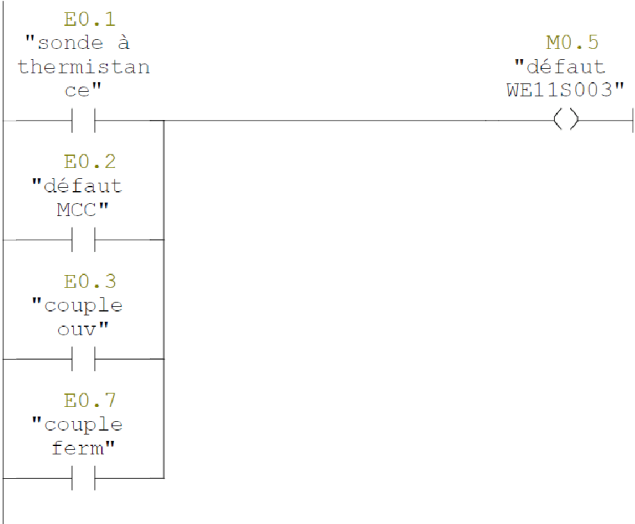 E0.1
"sonde à
thermistan
ce"
M0.5
"défaut
WE11S003"
E0.2
"défaut
MCC"
E0.3
"couple
ouv"
E0.7
"couple
ferm"